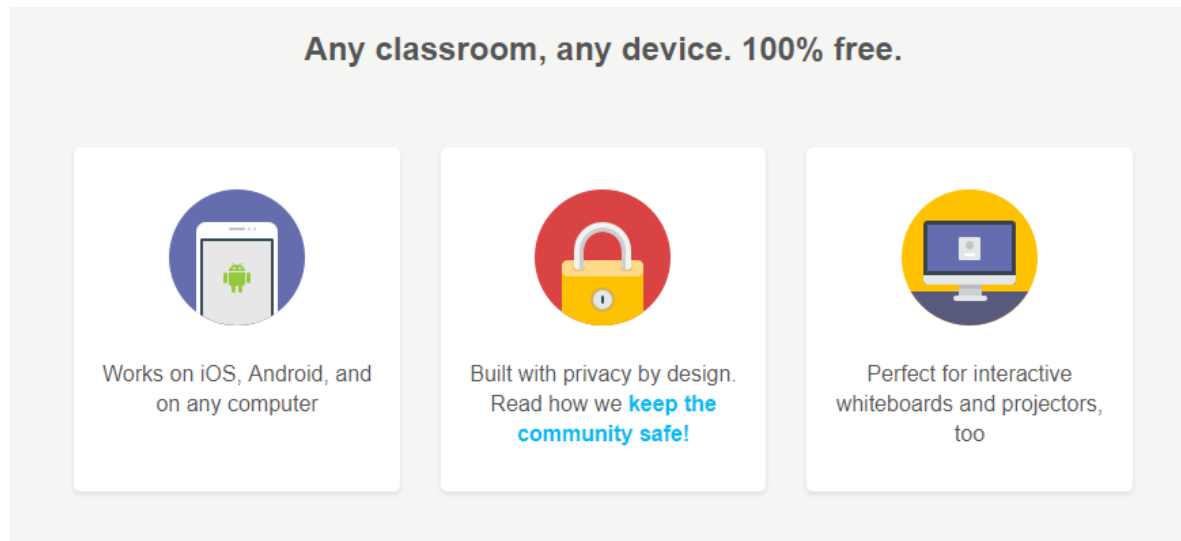 Any classroom, any device. 100% free.
Works on iOS, Android, and
on any computer
Built with privacy by design.
Read how we keep the
community safe!
Perfect for interactive
whiteboards and projectors,
too